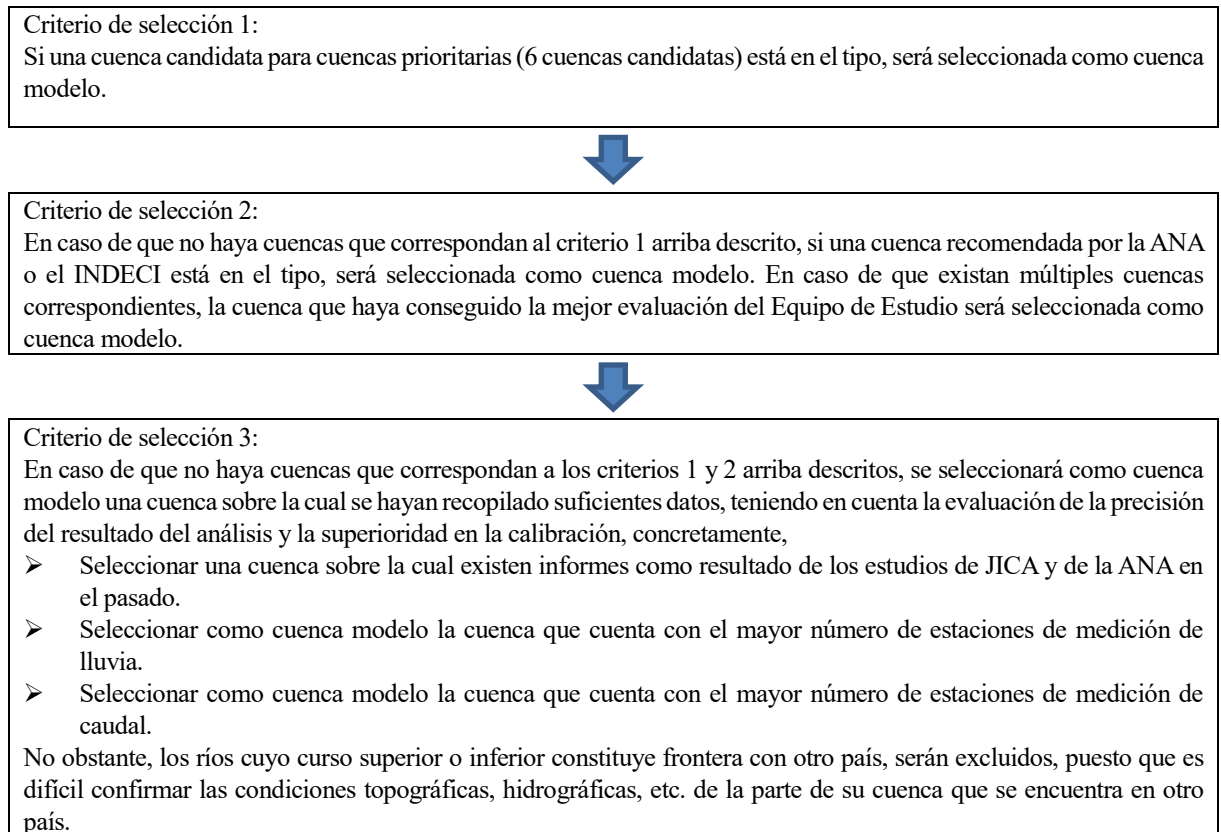 Criterio de selección 1:
Si una cuenca candidata para cuencas prioritarias (6 cuencas candidatas) está en el tipo, será seleccionada como cuenca
modelo.
Criterio de selección 2:
En caso de que no haya cuencas que correspondan al criterio 1 arriba descrito, si una cuenca recomendada por la ANA
o el INDECI está en el tipo, será seleccionada como cuenca modelo. En caso de que existan múltiples cuencas
correspondientes, la cuenca que haya conseguido la mejor evaluación del Equipo de Estudio será seleccionada como
cuenca modelo.
Criterio de selección 3:
En caso de que no haya cuencas que correspondan a los criterios 1 y 2 arriba descritos, se seleccionará como cuenca
modelo una cuenca sobre la cual se hayan recopilado suficientes datos, teniendo en cuenta la evaluación de la precisión
del resultado del análisis y la superioridad en la calibración, concretamente,
➢ Seleccionar una cuenca sobre la cual existen informes como resultado de los estudios de JICA y de la ANA en
el pasado.
➢ Seleccionar como cuenca modelo la cuenca que cuenta con el mayor número de estaciones de medición de
lluvia.
➢ Seleccionar como cuenca modelo la cuenca que cuenta con el mayor número de estaciones de medición de
caudal.
No obstante, los ríos cuyo curso superior o inferior constituye frontera con otro país, serán excluidos, puesto que es
difícil confirmar las condiciones topográficas, hidrográficas, etc. de la parte de su cuenca que se encuentra en otro
país.